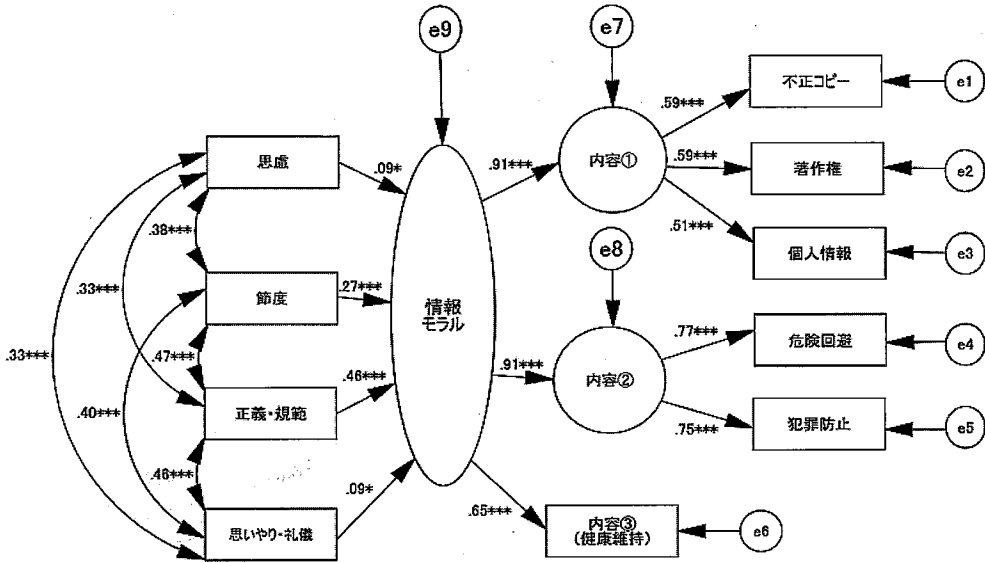 e9
e7
不正コピー
e1
.59***
思慮
.09*
.91***
内容①
.59***
著作権
e2
.38***
.51***
個人情報
e3
e8
.33***
節度
.27***
情報
モラル
.77***
危険回避
e4
.33***
.47***
.91***
内容②
.40***
正義・規範
.46***
.75***
犯罪防止
e5
.46***
.09*
.65***
内容③
(健康維持)
e6
思いやり・礼儀